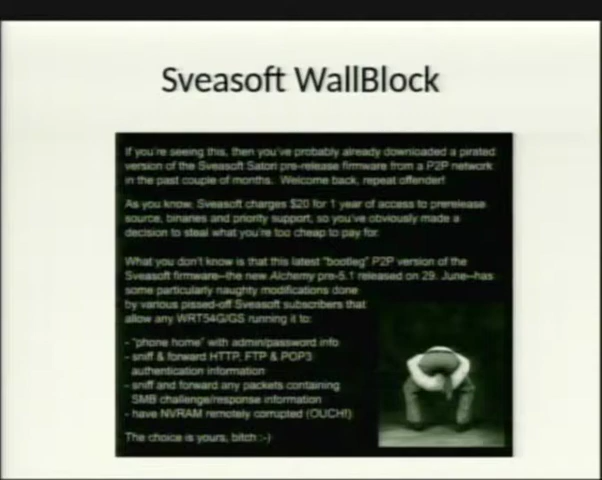 Sveasoft WallBlock
If you're seeing this, then you've probably already downloaded a pirated
version of the Sveasoft Satori pre-release firmware from a P2P network
in the past couple of months. Welcome back, repeat offender!
As you know, Sveasoft charges $20 for 1 year of access to prerelease
source, binaries and priority support, so you've obviously made a
decision to steal what you're too cheap to pay for.
What you don't know is that this latest "bootleg" P2P version of the
Sveasoft firmware--the new Alchemy pre-5.1 released on 29. June--has
some particularly naughty modifications done
by various pissed-off Sveasoft subscribers that
allow any WRT54G/GS running it to:
- "phone home" with admin/password info
- sniff & forward HTTP, FTP & POP3
authentication information
- sniff and forward any packets containing
SMB challenge/response information
- have NVRAM remotely corrupted (OUCH!)
The choice is yours, bitch :-)